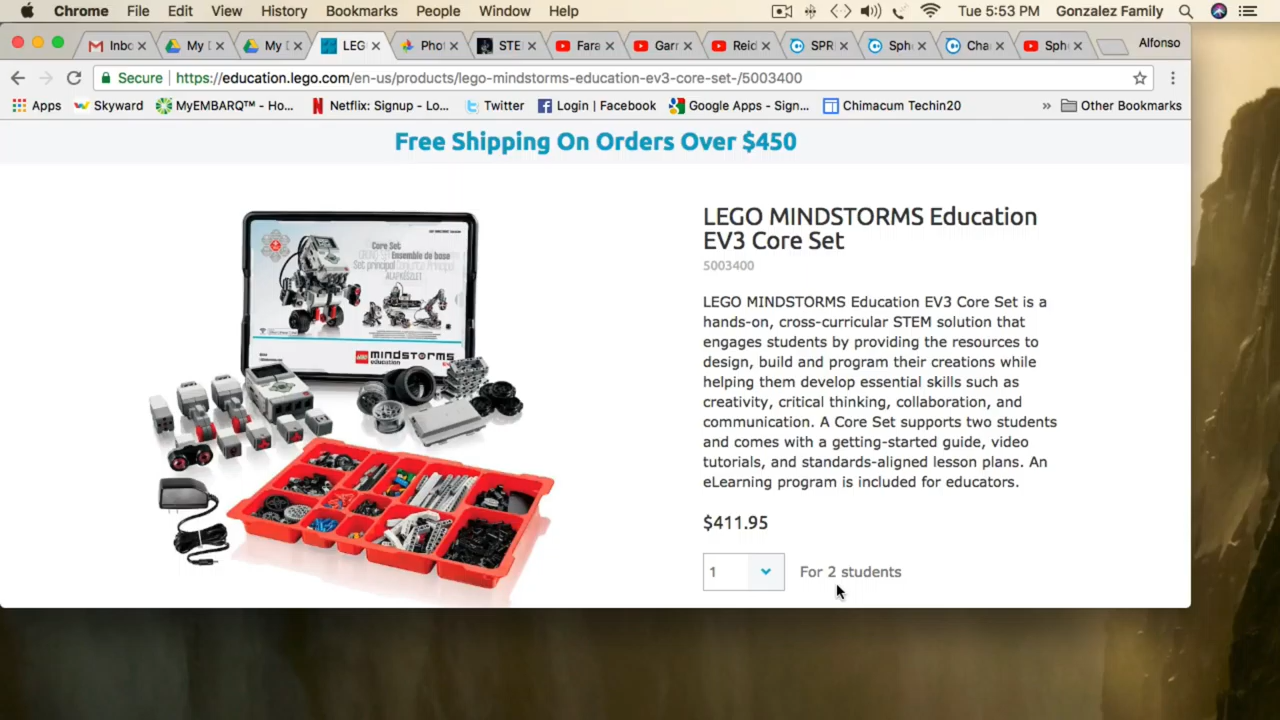 Chrome File Edit View History Bookmarks People Window Help Tue 5:53 PM Gonzalez Family
Inbo My D My D LEG Phot STE Fara Garr Reid SPR Sph Cha Sph Alfonso
Secure https://education.lego.com/en-us/products/lego-mindstorms-education-ev3-core-set-/5003400
Apps Skyward MyEMBARQ™ - Ho... Netflix: Signup - Lo... Twitter Login | Facebook Google Apps - Sign... Chimacum Techin20 » Other Bookmarks
Free Shipping On Orders Over $450
LEGO MINDSTORMS Education
EV3 Core Set
5003400
LEGO MINDSTORMS Education EV3 Core Set is a
hands-on, cross-curricular STEM solution that
engages students by providing the resources to
design, build and program their creations while
helping them develop essential skills such as
creativity, critical thinking, collaboration, and
communication. A Core Set supports two students
and comes with a getting-started guide, video
tutorials, and standards-aligned lesson plans. An
eLearning program is included for educators.
$411.95
1 For 2 students
Core Set
Ensemble de base
Set principal
mindstorms
education